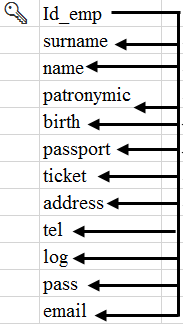 Id_emp
surname
name
patronymic
birth
passport
ticket
address
tel
log
pass
email